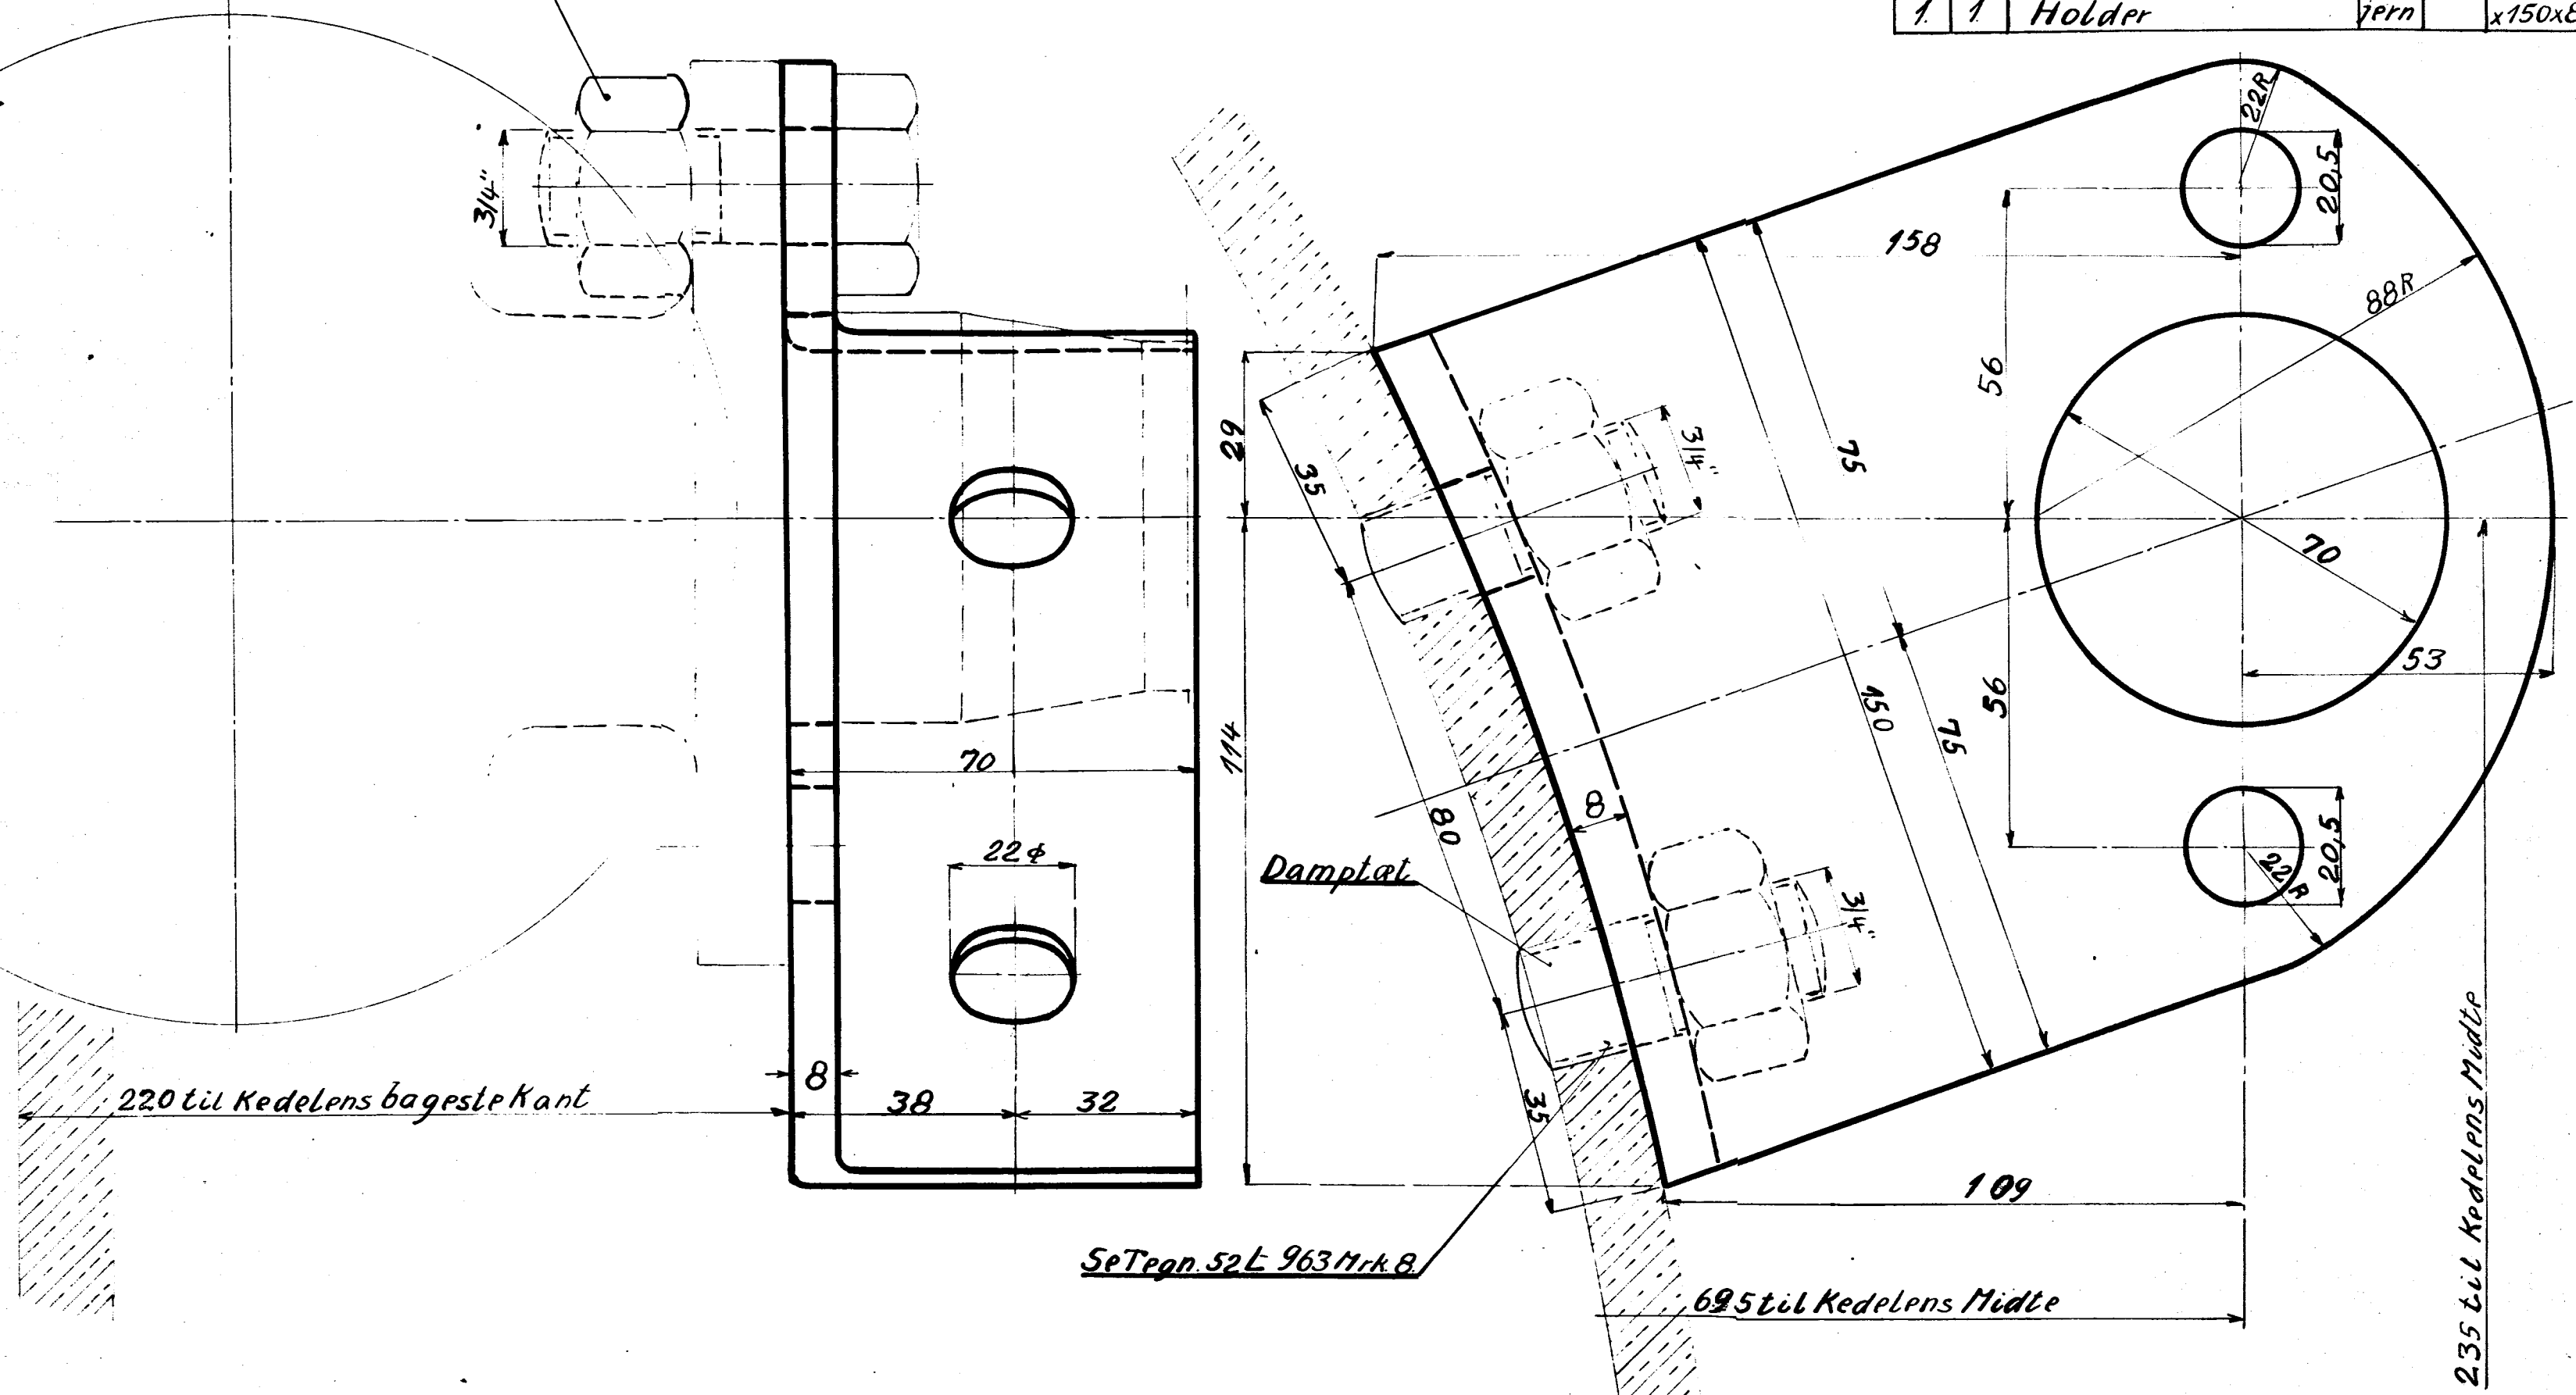 1. 1. Holder jern x150x8
3/4"
22R
20,5
158
88R
56
29
35
3/4"
75
70
53
114
70
150
75
56
80
8
22ϕ
Damptæt
3/4"
22R
20,5
8
38
32
35
220 til Kedelens bageste Kant
109
Se Tegn. 52 L 963 Mrk. 8.
695 til Kedelens Midte
235 til Kedelens Midte